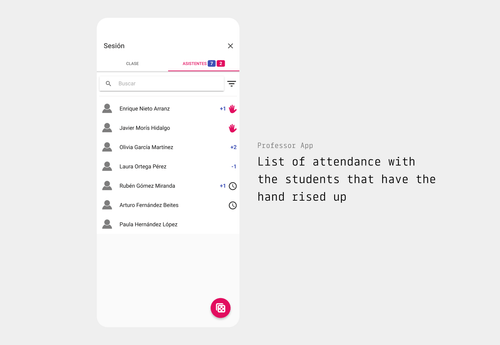 Sesión
CLASE
ASISTENTES 7 2
Buscar
Enrique Nieto Arranz +1
Javier Morís Hidalgo
Olivia García Martínez +2
Laura Ortega Pérez -1
Rubén Gómez Miranda +1
Arturo Fernández Beites
Paula Hernández López
Professor App
List of attendance with
the students that have the
hand rised up